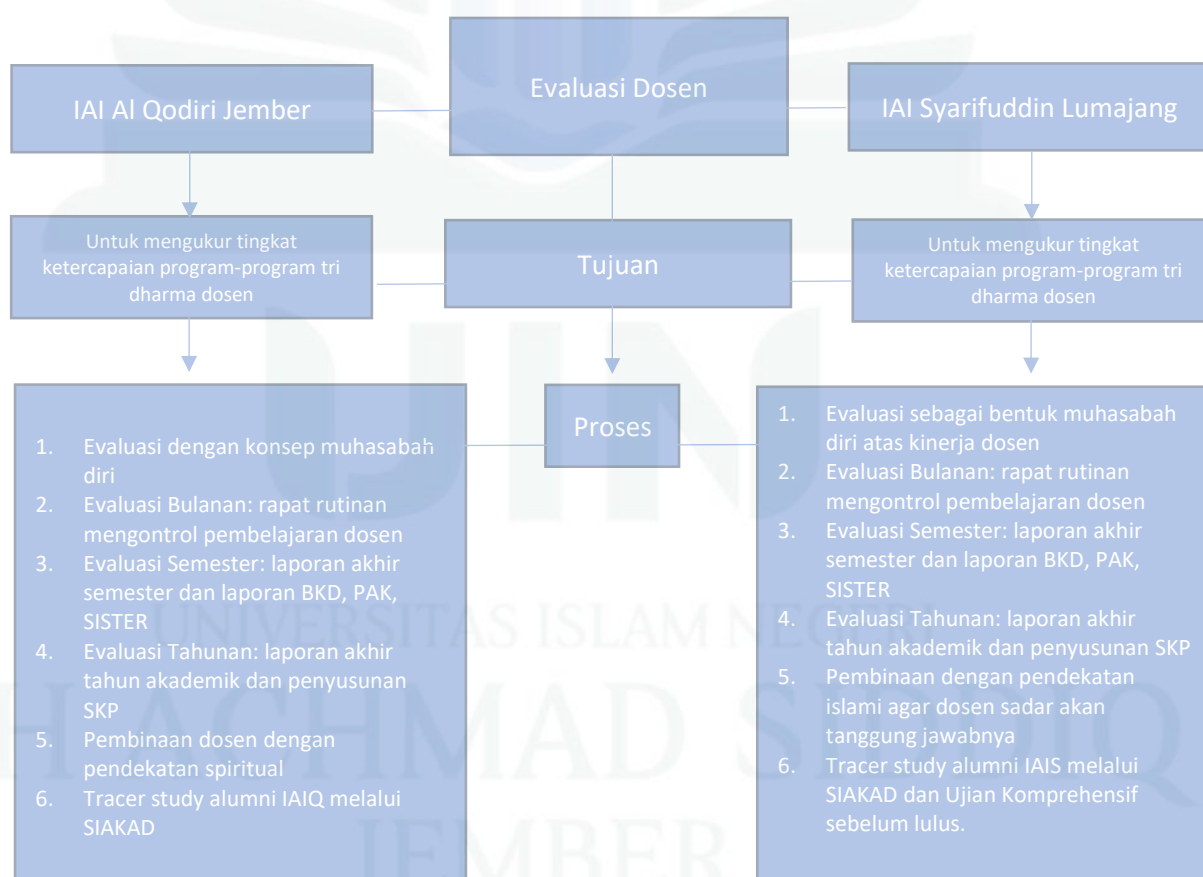 Evaluasi Dosen
IAI Al Qodiri Jember
IAI Syarifuddin Lumajang
Untuk mengukur tingkat
ketercapaian program-program tri
dharma dosen
Tujuan
Untuk mengukur tingkat
ketercapaian program-program tri
dharma dosen
Proses
1. Evaluasi dengan konsep muhasabah
diri
2. Evaluasi Bulanan: rapat rutinan
mengontrol pembelajaran dosen
3. Evaluasi Semester: laporan akhir
semester dan laporan BKD, PAK,
SISTER
4. Evaluasi Tahunan: laporan akhir
tahun akademik dan penyusunan
SKP
5. Pembinaan dosen dengan
pendekatan spiritual
6. Tracer study alumni IAIQ melalui
SIAKAD
1. Evaluasi sebagai bentuk muhasabah
diri atas kinerja dosen
2. Evaluasi Bulanan: rapat rutinan
mengontrol pembelajaran dosen
3. Evaluasi Semester: laporan akhir
semester dan laporan BKD, PAK,
SISTER
4. Evaluasi Tahunan: laporan akhir
tahun akademik dan penyusunan SKP
5. Pembinaan dengan pendekatan
islami agar dosen sadar akan
tanggung jawabnya
6. Tracer study alumni IAIS melalui
SIAKAD dan Ujian Komprehensif
sebelum lulus.
UIN
UNIVERSITAS ISLAM NEGERI
H ACHMAD SIDDIQ
JEMBER